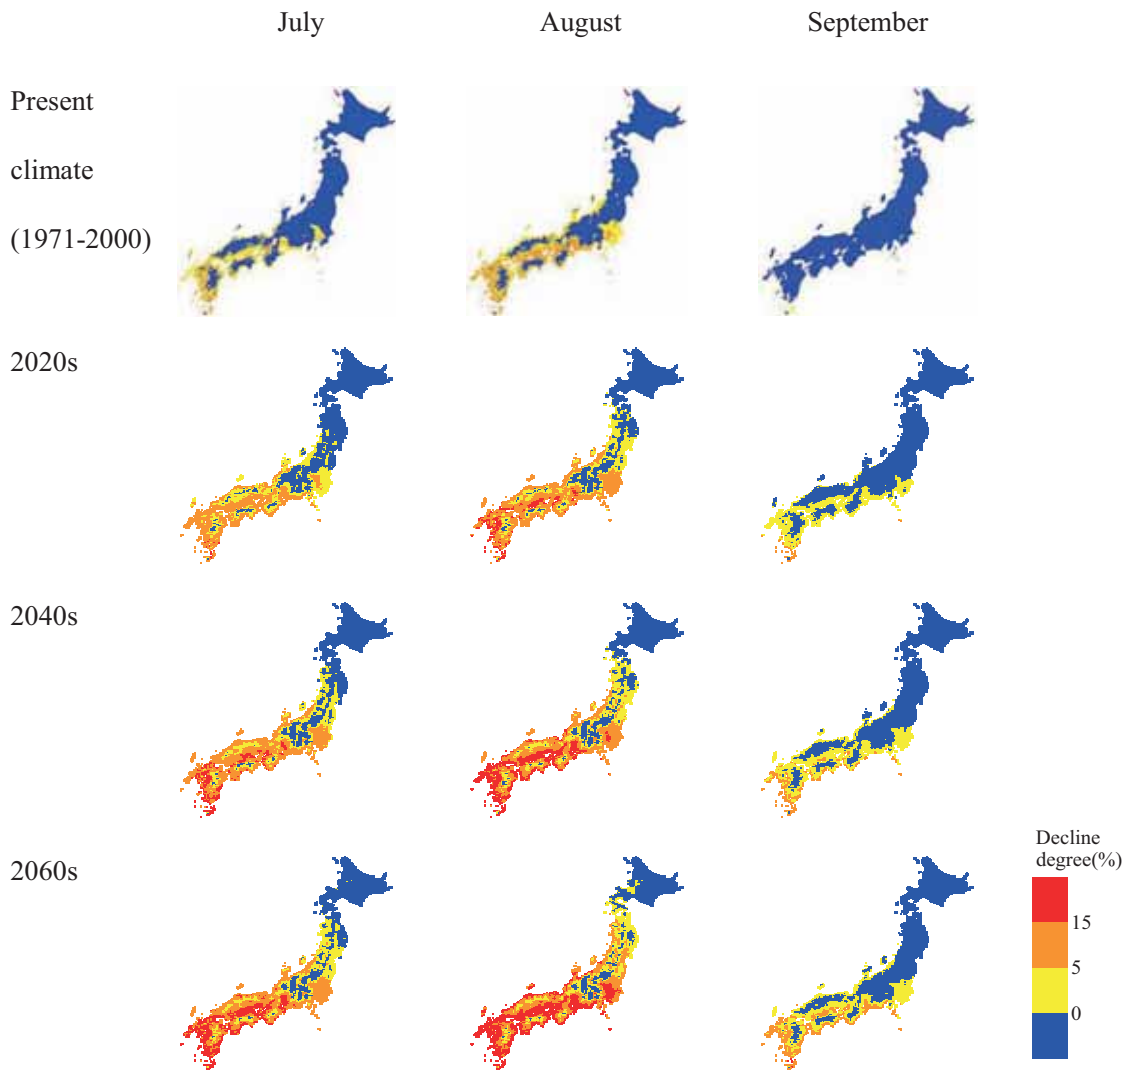 July August September
Present
climate
(1971-2000)
2020s
2040s
2060s
Decline
degree(%)
15
5
0